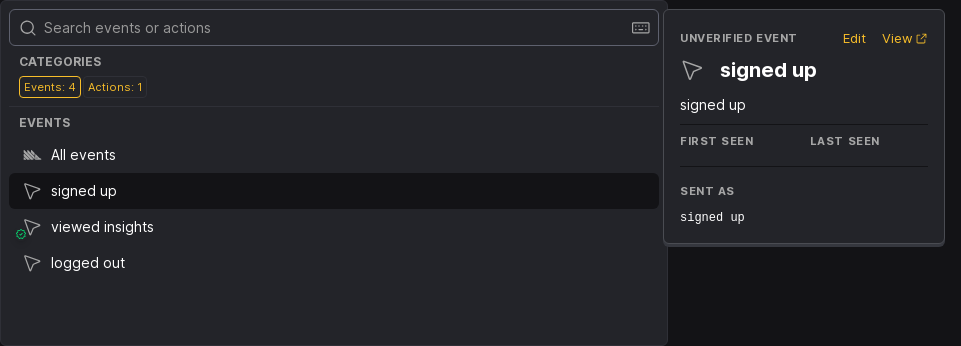 Search events or actions
CATEGORIES
Events: 4 Actions: 1
EVENTS
All events
signed up
viewed insights
logged out
UNVERIFIED EVENT Edit View
signed up
signed up
FIRST SEEN LAST SEEN
SENT AS
signed up